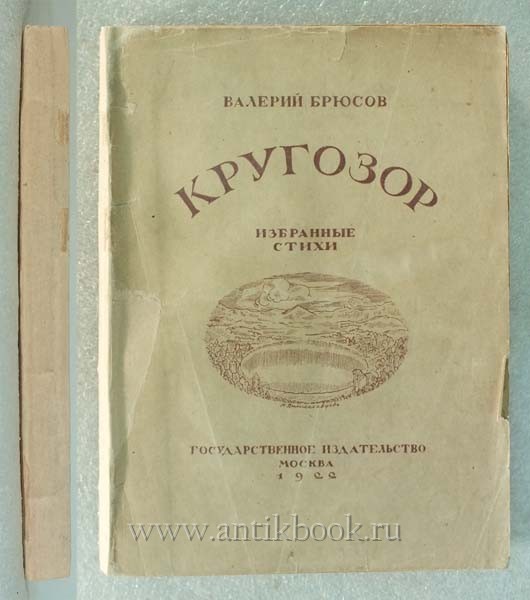 ВАЛЕРИЙ БРЮСОВ
КРУГОЗОР
ИЗБРАННЫЕ
СТИХИ
ГОСУДАРСТВЕННОЕ ИЗДАТЕЛЬСТВО
МОСКВА
1922
www.antikbook.ru